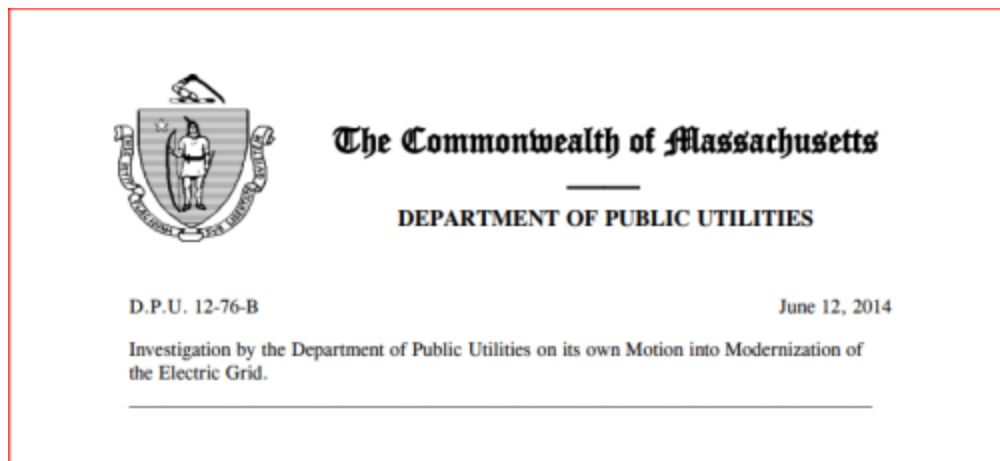 The Commonwealth of Massachusetts
DEPARTMENT OF PUBLIC UTILITIES
D.P.U. 12-76-B
June 12, 2014
Investigation by the Department of Public Utilities on its own Motion into Modernization of
the Electric Grid.